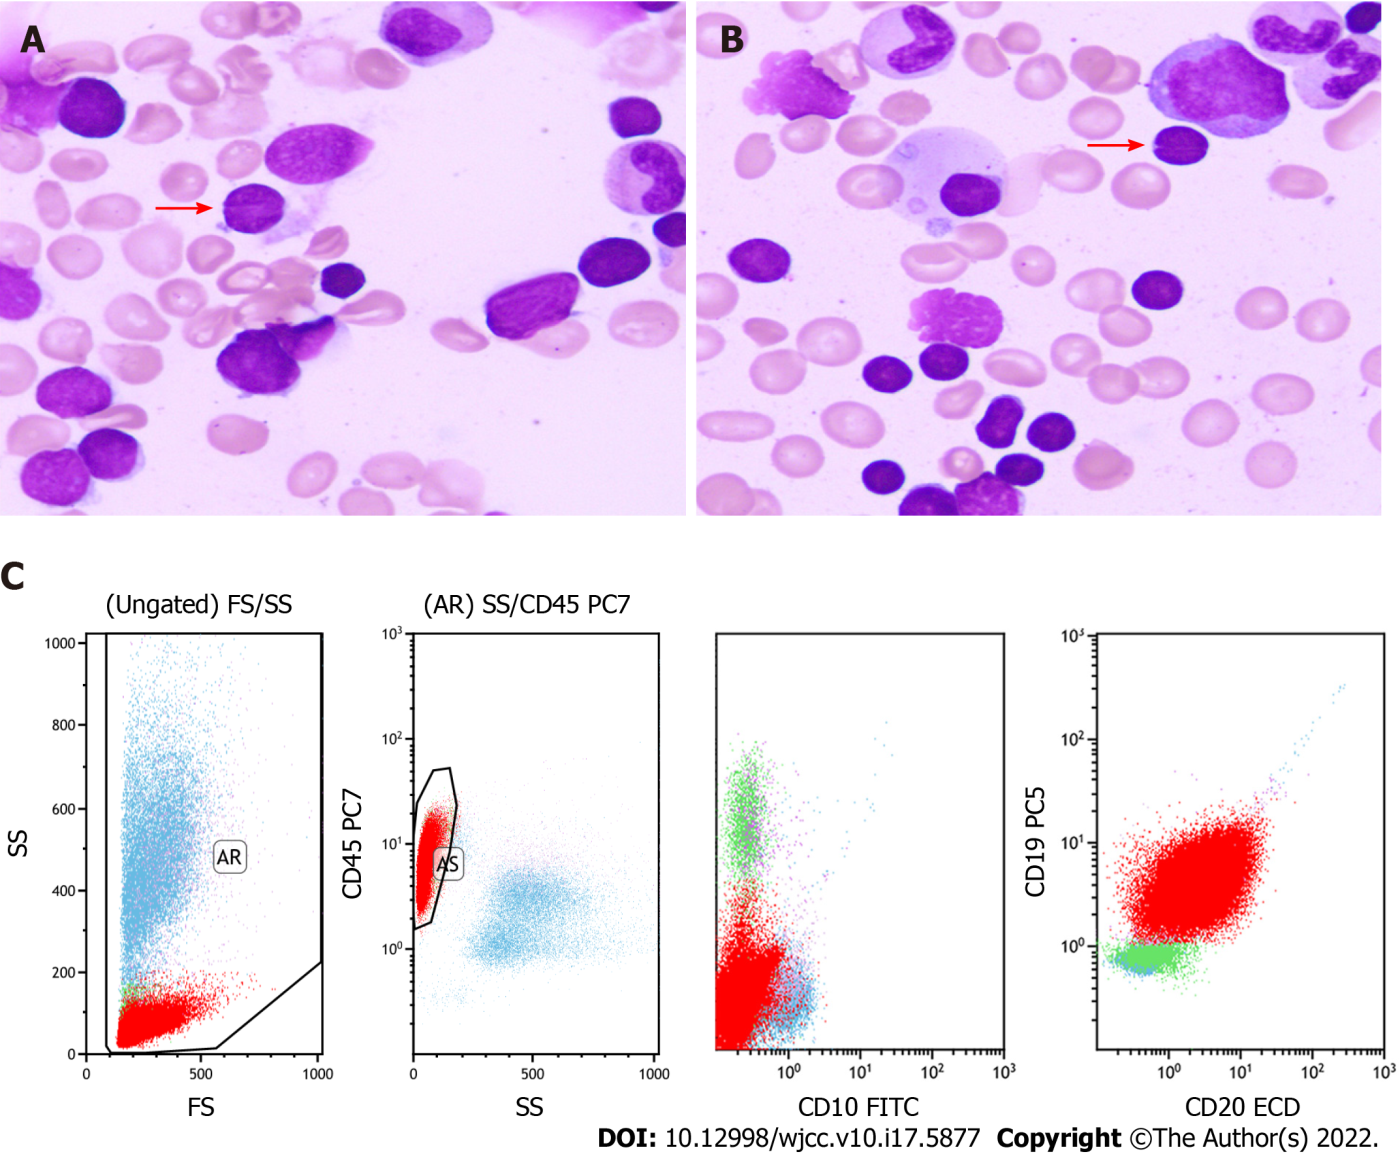 A
B
C
(Ungated) FS/SS
(AR) SS/CD45 PC7
1000
800
600
400
200
0
SS
AR
0
500
1000
FS
10³
10²
10¹
10⁰
CD45 PC7
AS
0
500
1000
SS
10⁰
10¹
10²
10³
CD10 FITC
10³
10²
10¹
10⁰
CD19 PC5
10⁰
10¹
10²
10³
CD20 ECD
DOI: 10.12998/wjcc.v10.i17.5877 Copyright ©The Author(s) 2022.